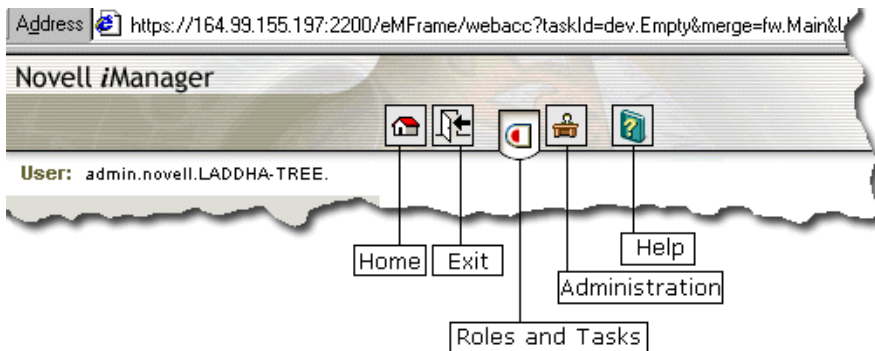 Address https://164.99.155.197:2200/eMFrame/webacc?taskId=dev.Empty&merge=fw.Main&
Novell iManager
User: admin.novell.LADDHA-TREE.
Home
Exit
Help
Administration
Roles and Tasks